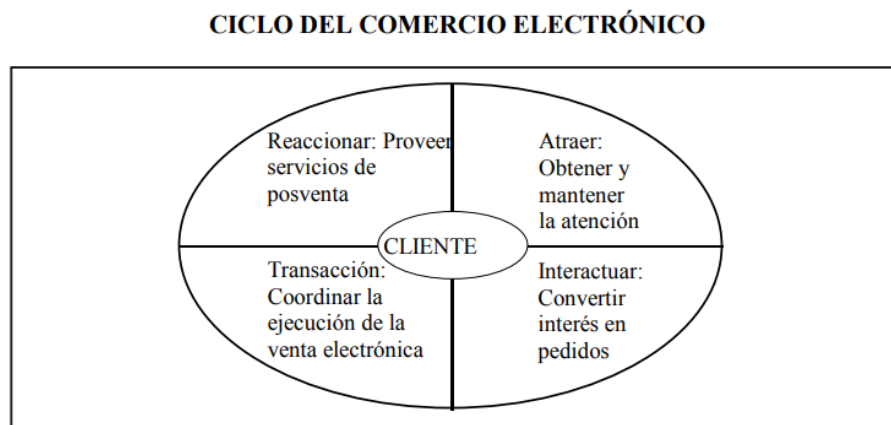 CICLO DEL COMERCIO ELECTRÓNICO
Reaccionar: Proveer
servicios de
posventa
Atraer:
Obtener y
mantener
la atención
CLIENTE
Transacción:
Coordinar la
ejecución de la
venta electrónica
Interactuar:
Convertir
interés en
pedidos